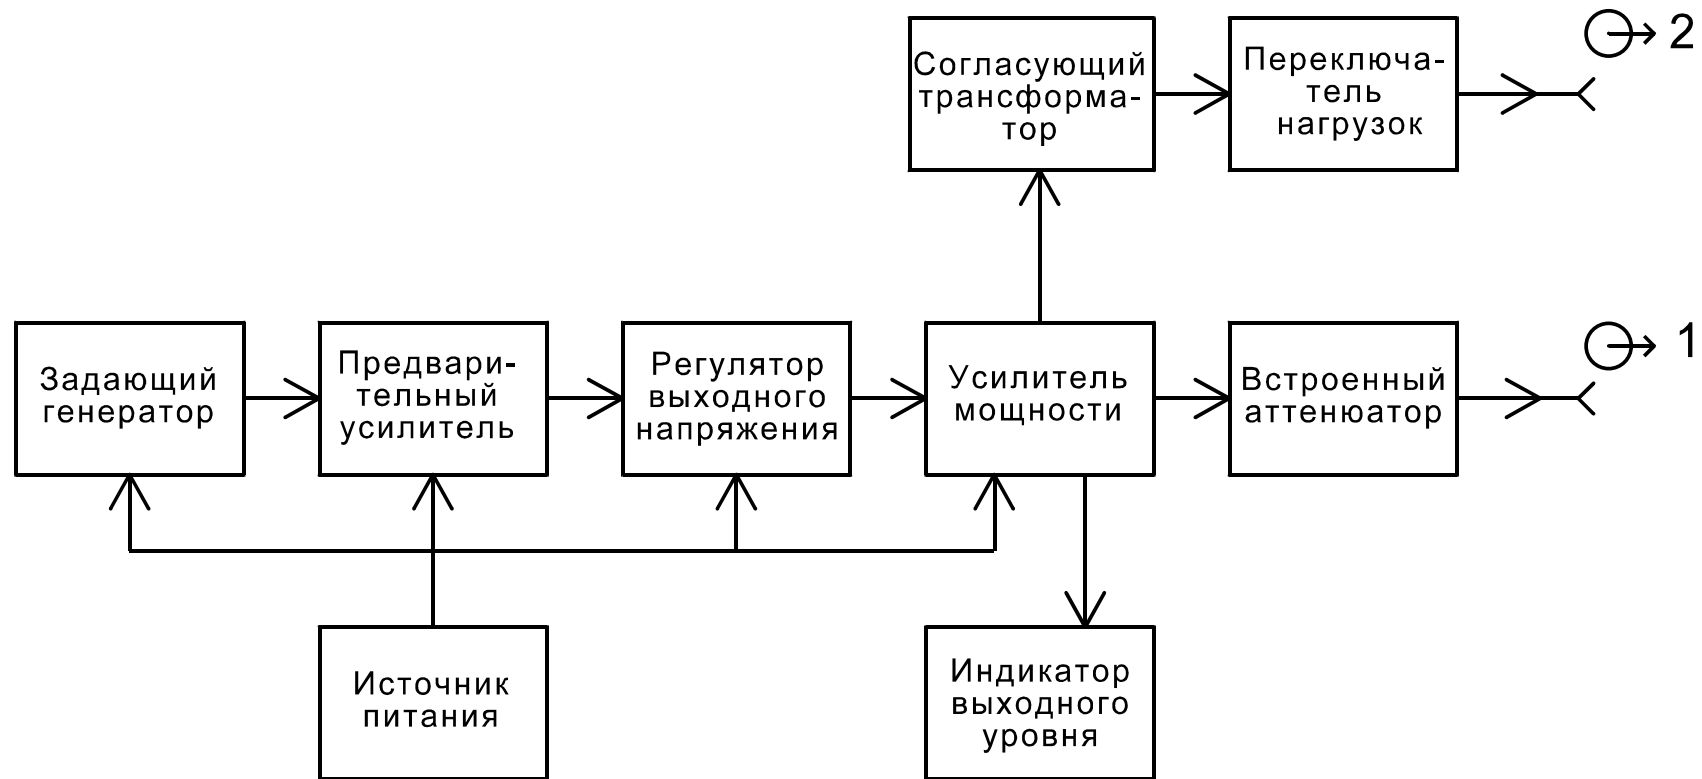 Согласующий
трансформа-
тор
Переключа-
тель
нагрузок
2
Задающий
генератор
Предвари-
тельный
усилитель
Регулятор
выходного
напряжения
Усилитель
мощности
Встроенный
аттенюатор
1
Источник
питания
Индикатор
выходного
уровня